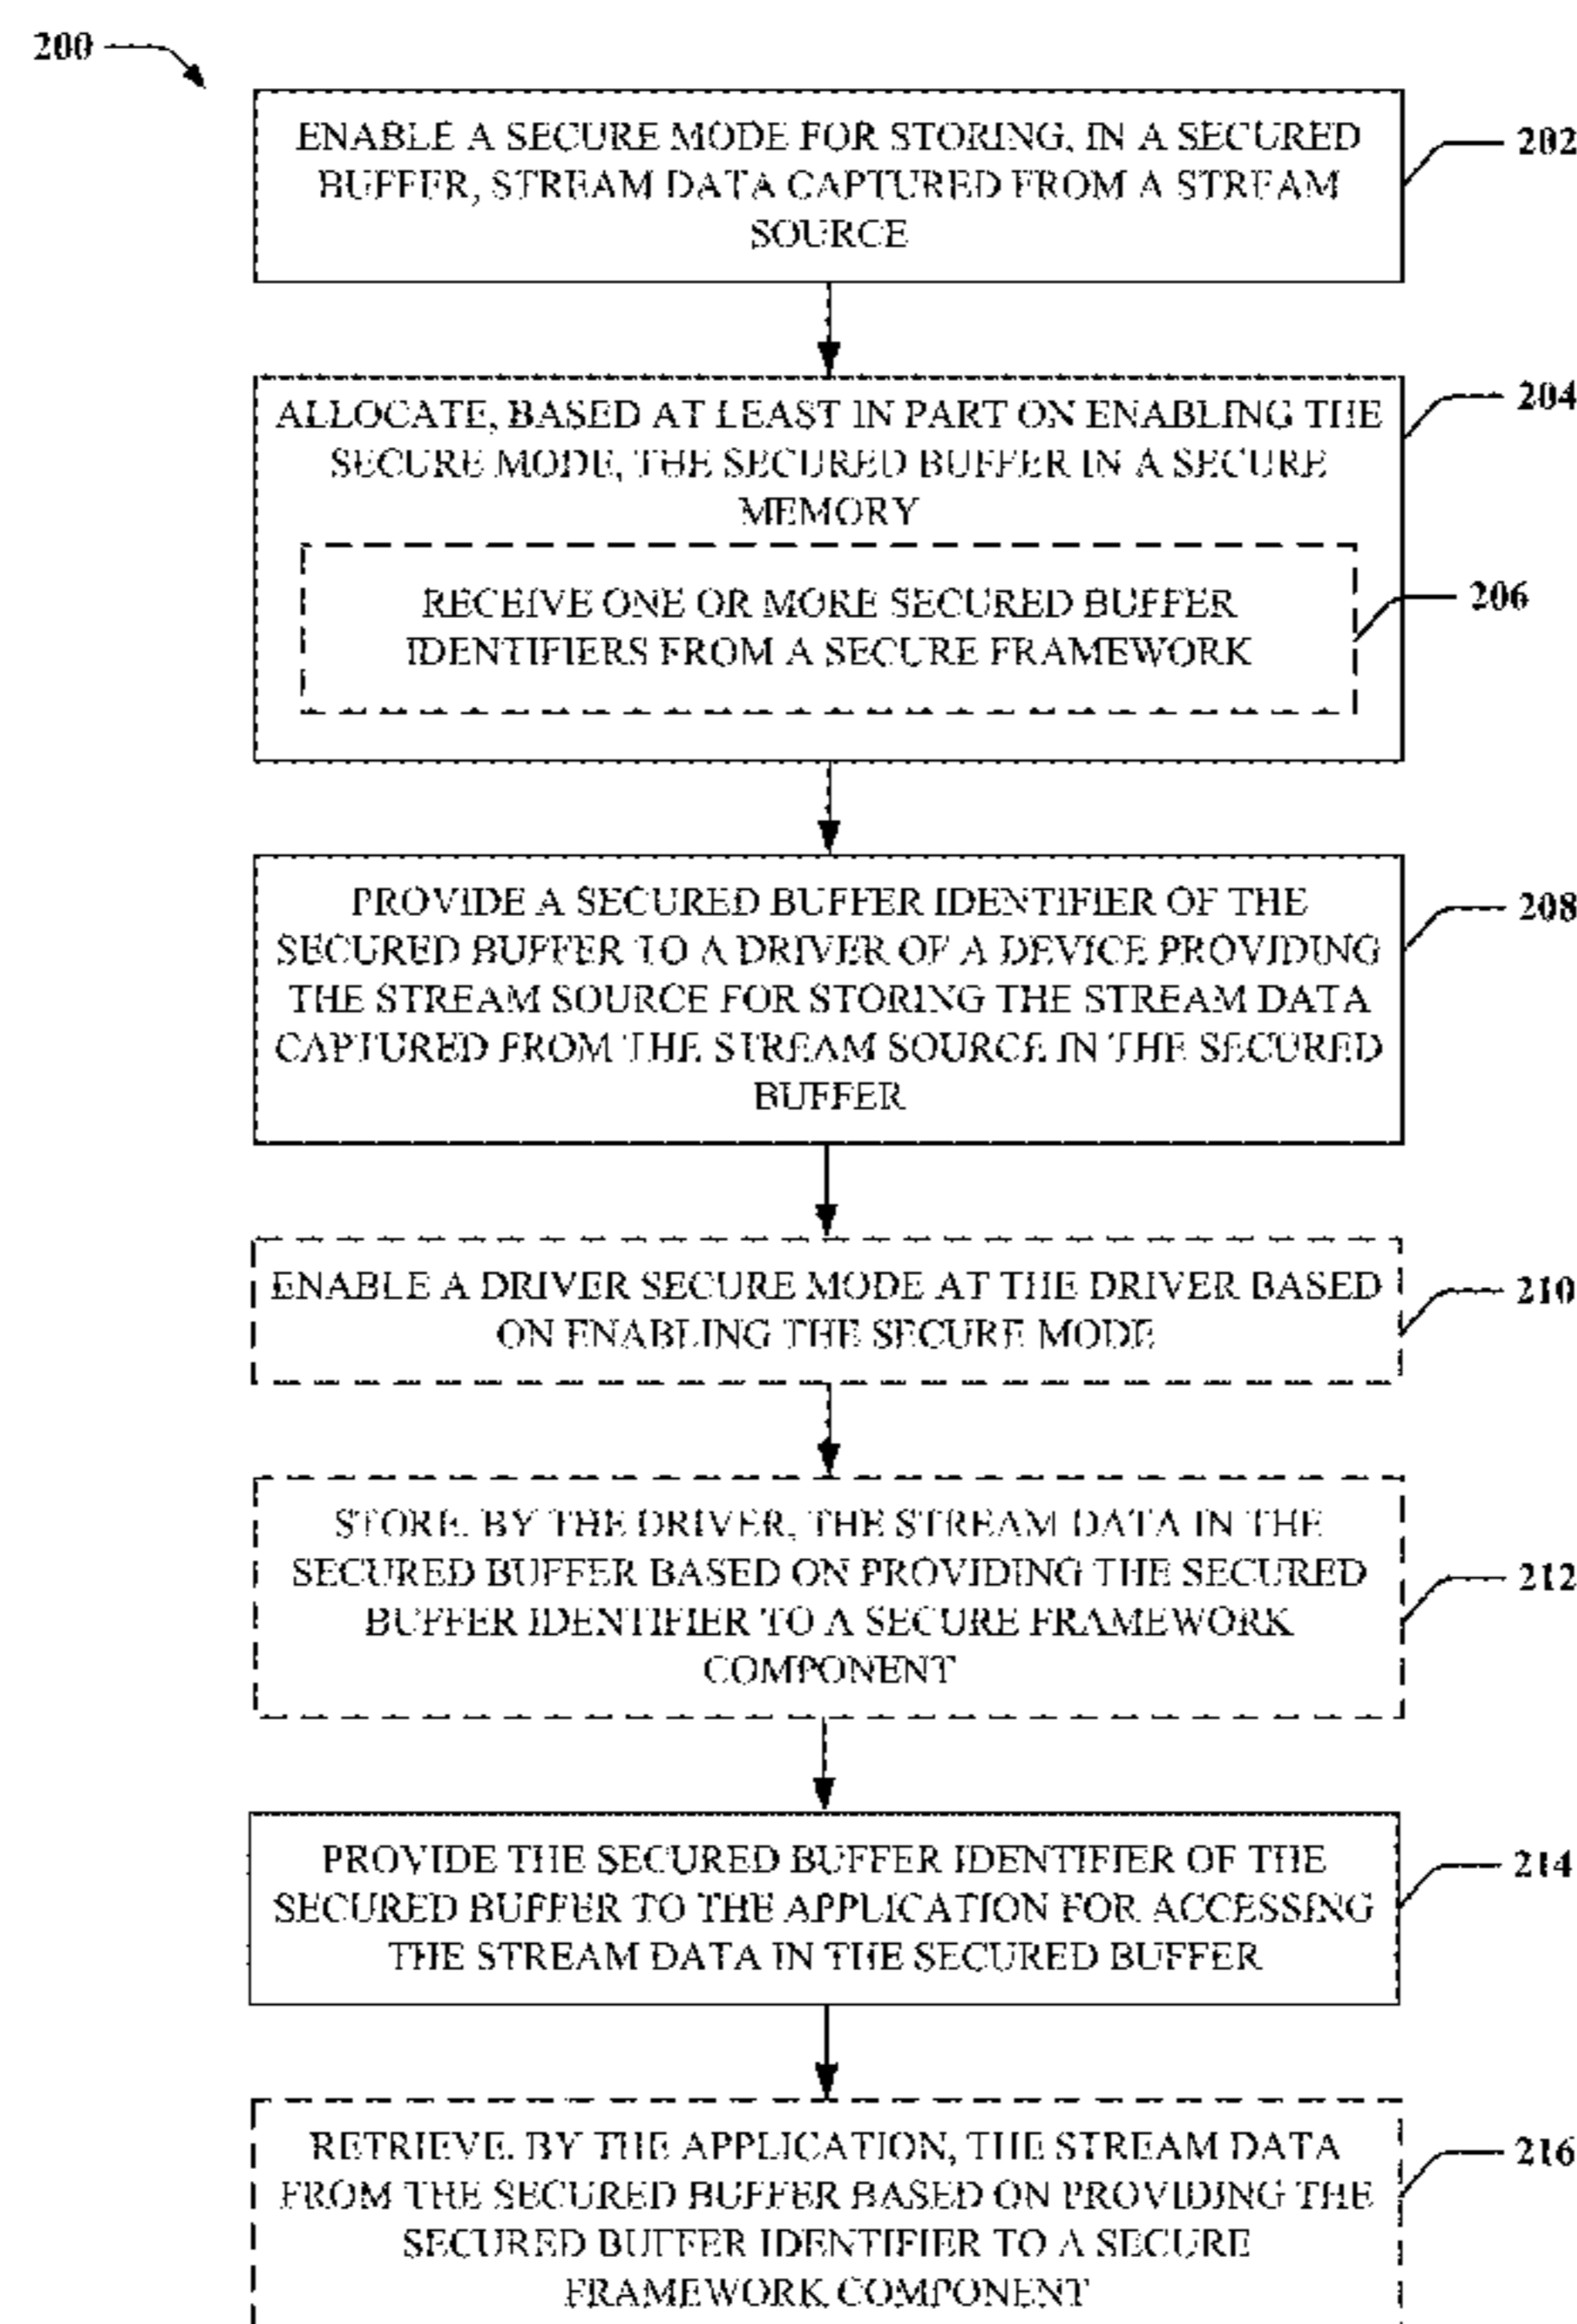 200
ENABLE A SECURE MODE FOR STORING, IN A SECURED
BUFFER, STREAM DATA CAPTURED FROM A STREAM
SOURCE
202
ALLOCATE, BASED AT LEAST IN PART ON ENABLING THE
SECURE MODE, THE SECURED BUFFER IN A SECURE
MEMORY
204
RECEIVE ONE OR MORE SECURED BUFFER
IDENTIFIERS FROM A SECURE FRAMEWORK
206
PROVIDE A SECURED BUFFER IDENTIFIER OF THE
SECURED BUFFER TO A DRIVER OF A DEVICE PROVIDING
THE STREAM SOURCE FOR STORING THE STREAM DATA
CAPTURED FROM THE STREAM SOURCE IN THE SECURED
BUFFER
208
ENABLE A DRIVER SECURE MODE AT THE DRIVER BASED
ON ENABLING THE SECURE MODE
210
STORE, BY THE DRIVER, THE STREAM DATA IN THE
SECURED BUFFER BASED ON PROVIDING THE SECURED
BUFFER IDENTIFIER TO A SECURE FRAMEWORK
COMPONENT
212
PROVIDE THE SECURED BUFFER IDENTIFIER OF THE
SECURED BUFFER TO THE APPLICATION FOR ACCESSING
THE STREAM DATA IN THE SECURED BUFFER
214
RETRIEVE, BY THE APPLICATION, THE STREAM DATA
FROM THE SECURED BUFFER BASED ON PROVIDING THE
SECURED BUFFER IDENTIFIER TO A SECURE
FRAMEWORK COMPONENT
216